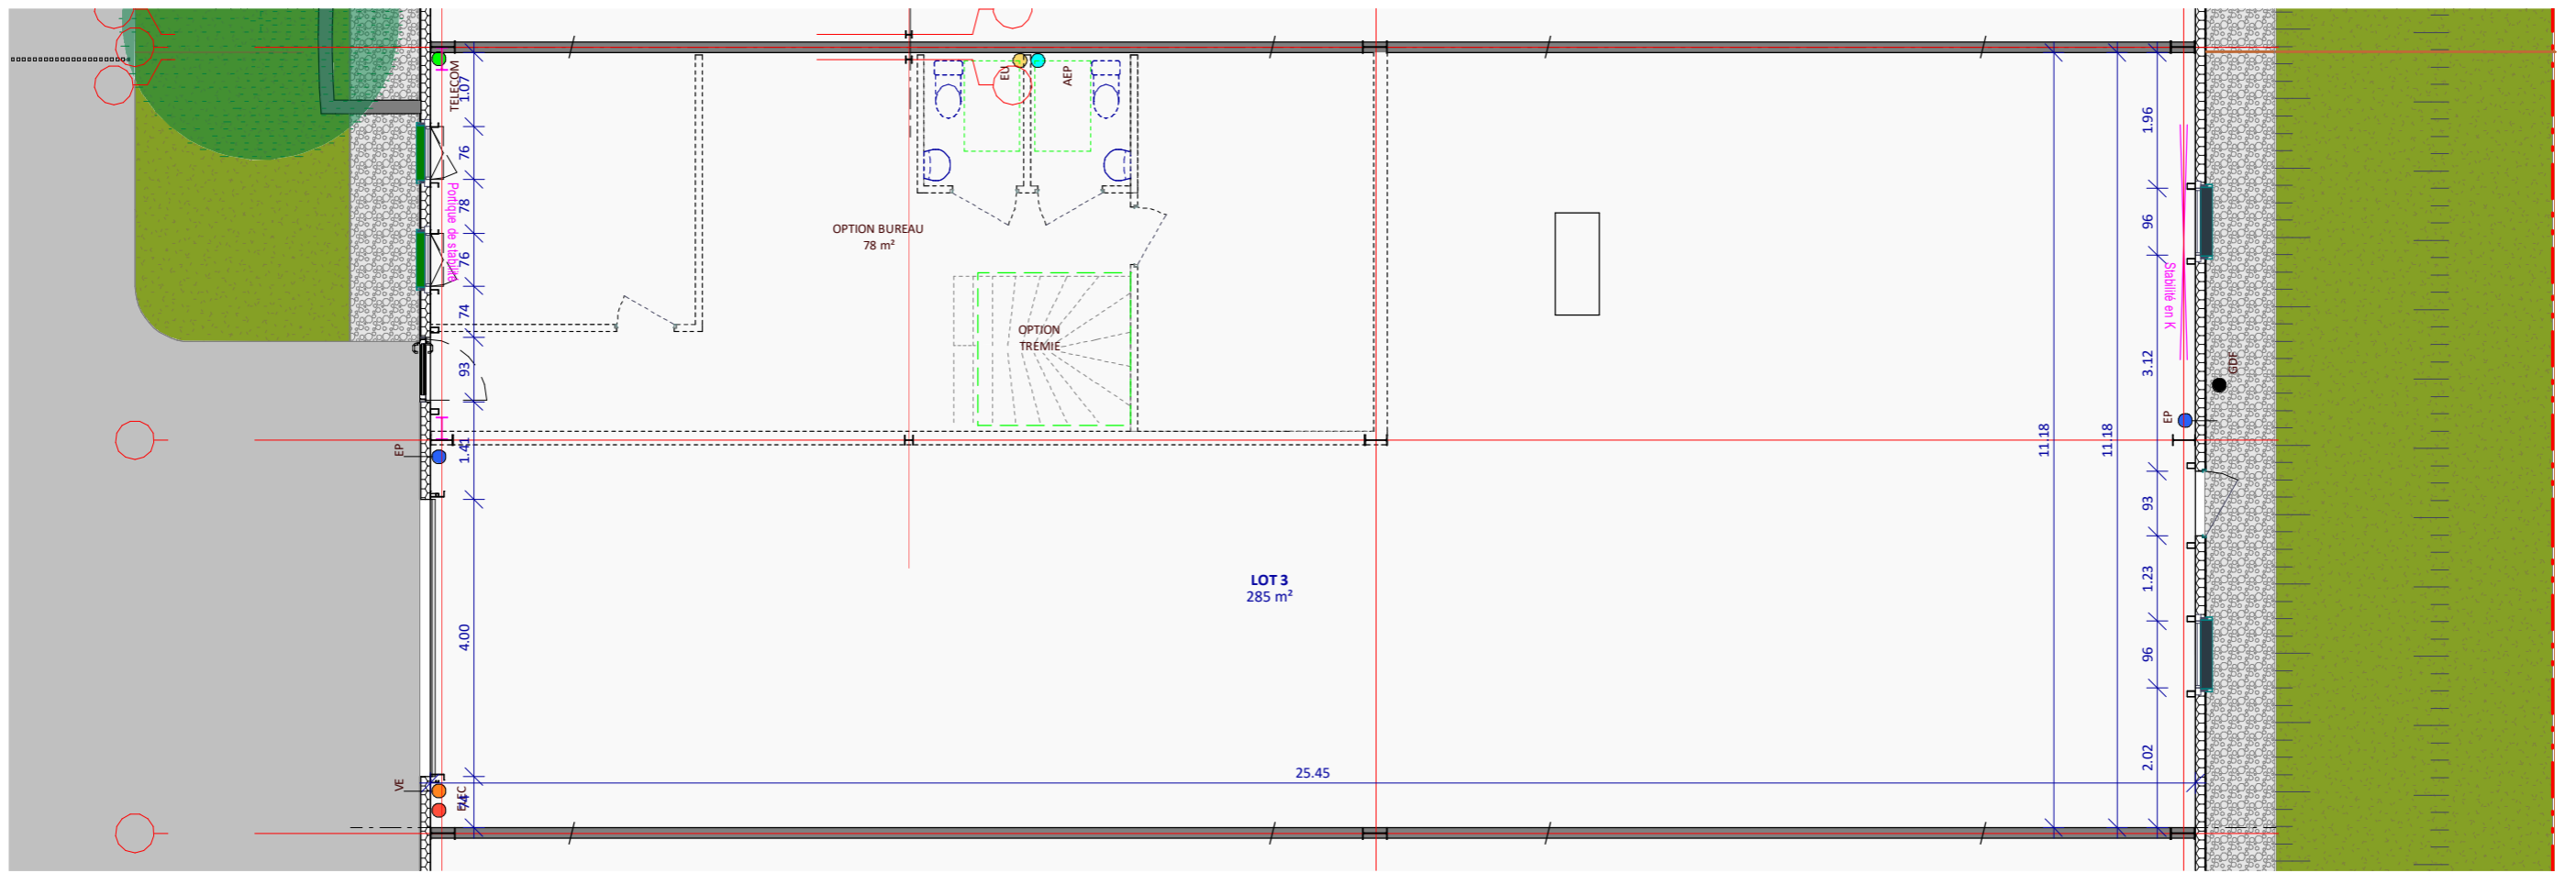 TELECOM
1.07
76
78
Portique de stabilité
76
74
93
EP
1.41
4.00
VE
ELEC
74
EU
AEP
OPTION BUREAU
78 m²
OPTION
TREMIE
LOT 3
285 m²
25.45
11.18
11.18
1.96
96
Stabilité en K
3.12
GDF
EP
93
1.23
96
2.02